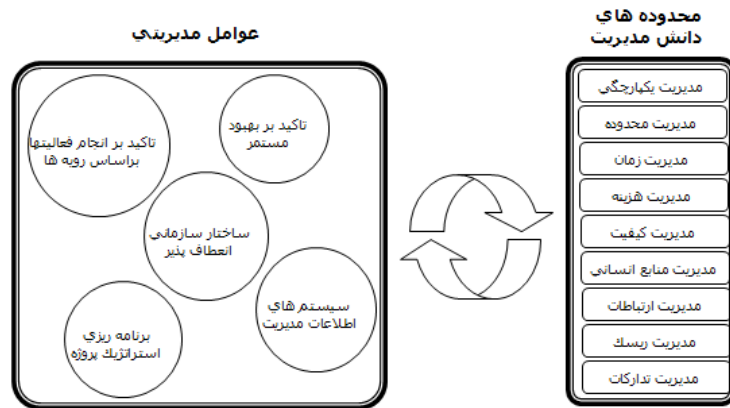 محدوده هاي
دانش مديريت
عوامل مديريتي
مديريت يكپارچگي
مديريت محدوده
مديريت زمان
مديريت هزينه
مديريت كيفيت
مديريت منابع انساني
مديريت ارتباطات
مديريت ريسك
مديريت تداركات
تاكيد بر بهبود
مستمر
تاكيد بر انجام فعاليتها
براساس رويه ها
ساختار سازماني
انعطاف پذير
سيستم هاي
اطلاعات مديريت
برنامه ريزي
استراتژيك پروژه